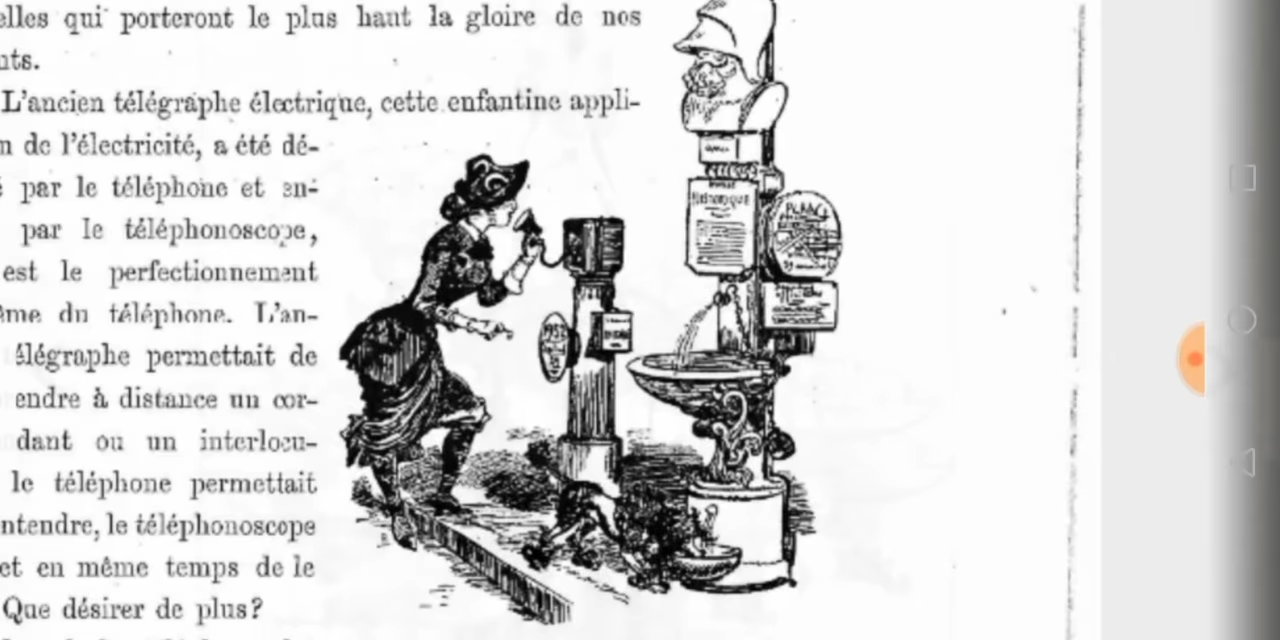 elles qui porteront le plus haut la gloire de nos
nts.
L'ancien télégraphe électrique, cette enfantine appli-
n de l'électricité, a été dé-
par le téléphone et en-
par le téléphonoscope,
est le perfectionnement
ême du téléphone. L'an-
élégraphe permettait de
endre à distance un cor-
dant ou un interlocu-
le téléphone permettait
ntendre, le téléphonoscope
et en même temps de le
Que désirer de plus?
1952